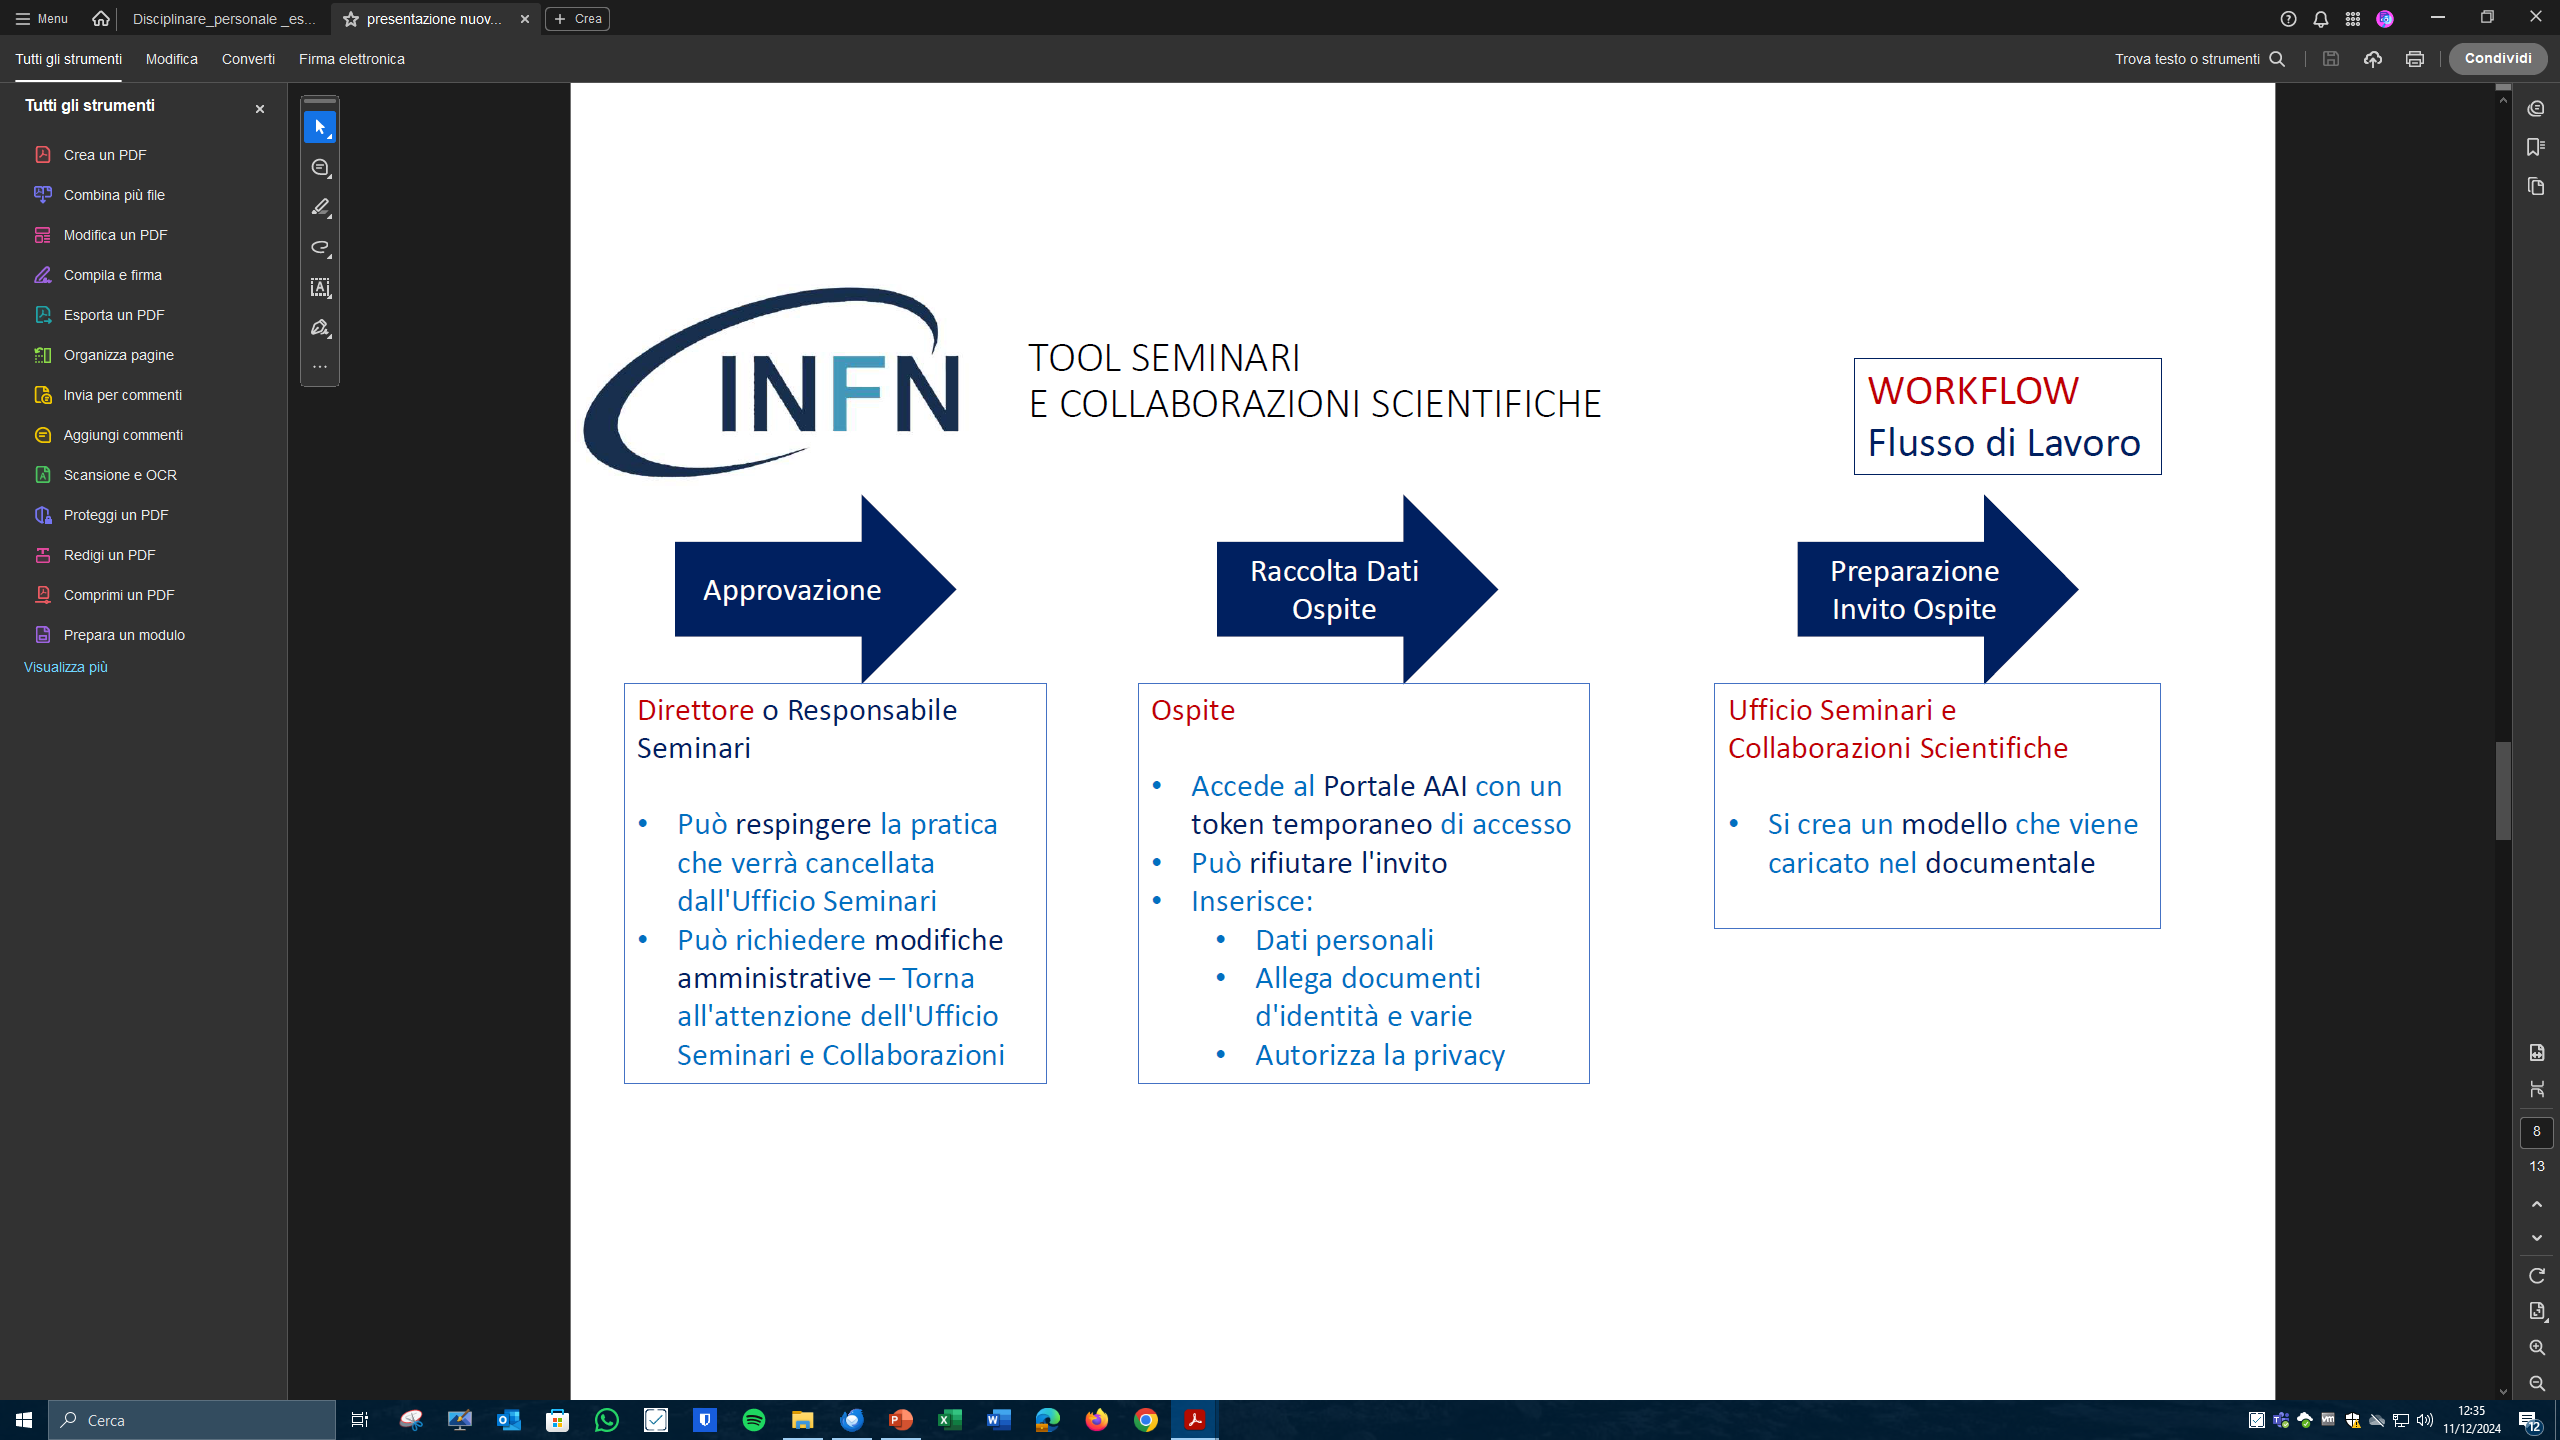 Menu
Disciplinare_personale _es...
presentazione nuov...
Crea
Tutti gli strumenti
Modifica
Converti
Firma elettronica
Trova testo o strumenti
Condividi
Tutti gli strumenti
Crea un PDF
Combina più file
Modifica un PDF
Compila e firma
Esporta un PDF
Organizza pagine
Invia per commenti
Aggiungi commenti
Scansione e OCR
Proteggi un PDF
Redigi un PDF
Comprimi un PDF
Prepara un modulo
Visualizza più
INFN
TOOL SEMINARI
E COLLABORAZIONI SCIENTIFICHE
WORKFLOW
Flusso di Lavoro
Approvazione
Raccolta Dati
Ospite
Preparazione
Invito Ospite
Direttore o Responsabile
Seminari
• Può respingere la pratica
che verrà cancellata
dall'Ufficio Seminari
• Può richiedere modifiche
amministrative – Torna
all'attenzione dell'Ufficio
Seminari e Collaborazioni
Ospite
• Accede al Portale AAI con un
token temporaneo di accesso
• Può rifiutare l'invito
• Inserisce:
• Dati personali
• Allega documenti
d'identità e varie
• Autorizza la privacy
Ufficio Seminari e
Collaborazioni Scientifiche
• Si crea un modello che viene
caricato nel documentale
8
13
Cerca
12:35
11/12/2024
12